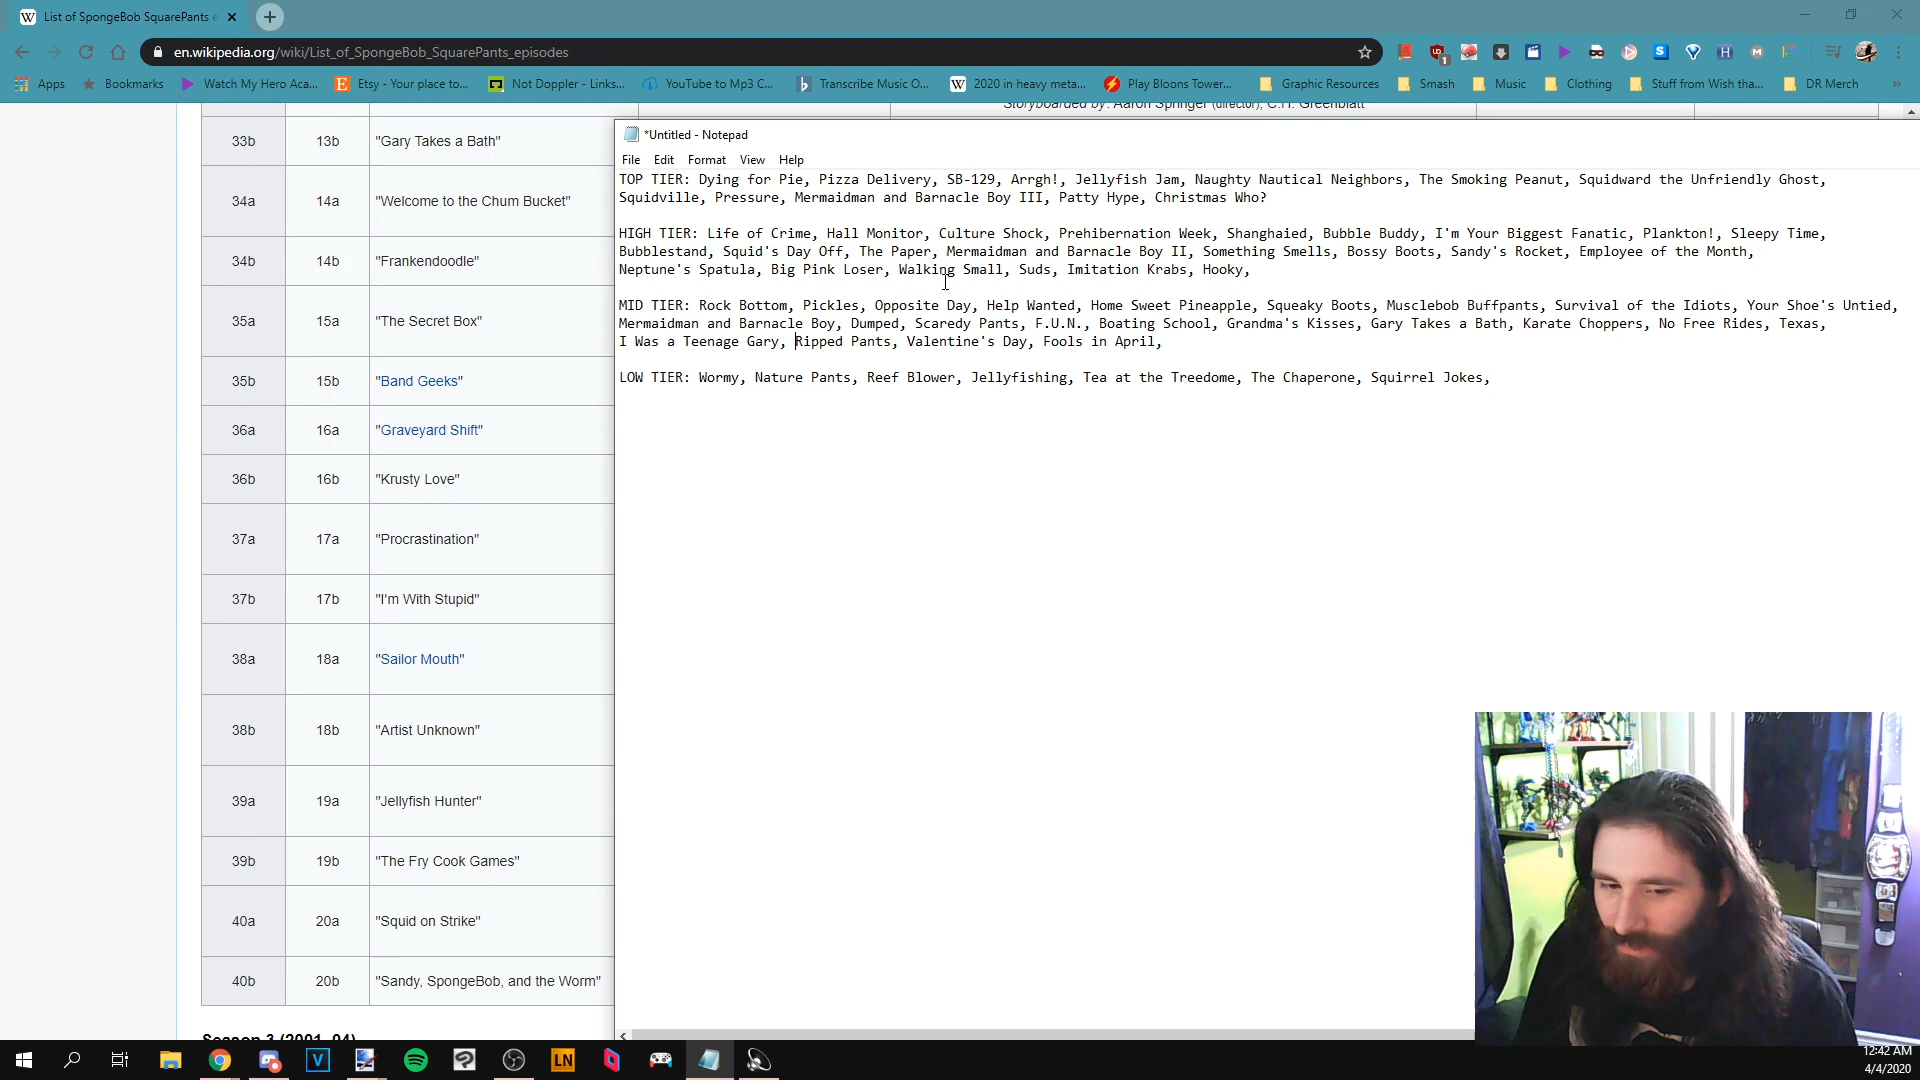 List of SpongeBob SquarePants e
en.wikipedia.org/wiki/List_of_SpongeBob_SquarePants_episodes
Apps
Bookmarks
Watch My Hero Aca...
Etsy - Your place to...
Not Doppler - Links...
YouTube to Mp3 C...
Transcribe Music O...
2020 in heavy meta...
Play Bloons Tower...
Graphic Resources
Smash
Music
Clothing
Stuff from Wish tha...
DR Merch
Storyboarded by: Aaron Springer (director), C.H. Greenblatt
33b 13b "Gary Takes a Bath"
34a 14a "Welcome to the Chum Bucket"
34b 14b "Frankendoodle"
35a 15a "The Secret Box"
35b 15b "Band Geeks"
36a 16a "Graveyard Shift"
36b 16b "Krusty Love"
37a 17a "Procrastination"
37b 17b "I'm With Stupid"
38a 18a "Sailor Mouth"
38b 18b "Artist Unknown"
39a 19a "Jellyfish Hunter"
39b 19b "The Fry Cook Games"
40a 20a "Squid on Strike"
40b 20b "Sandy, SpongeBob, and the Worm"
Season 3 (2001–04)
*Untitled - Notepad
File Edit Format View Help
TOP TIER: Dying for Pie, Pizza Delivery, SB-129, Arrgh!, Jellyfish Jam, Naughty Nautical Neighbors, The Smoking Peanut, Squidward the Unfriendly Ghost,
Squidville, Pressure, Mermaidman and Barnacle Boy III, Patty Hype, Christmas Who?
HIGH TIER: Life of Crime, Hall Monitor, Culture Shock, Prehibernation Week, Shanghaied, Bubble Buddy, I'm Your Biggest Fanatic, Plankton!, Sleepy Time,
Bubblestand, Squid's Day Off, The Paper, Mermaidman and Barnacle Boy II, Something Smells, Bossy Boots, Sandy's Rocket, Employee of the Month,
Neptune's Spatula, Big Pink Loser, Walking Small, Suds, Imitation Krabs, Hooky,
MID TIER: Rock Bottom, Pickles, Opposite Day, Help Wanted, Home Sweet Pineapple, Squeaky Boots, Musclebob Buffpants, Survival of the Idiots, Your Shoe's Untied,
Mermaidman and Barnacle Boy, Dumped, Scaredy Pants, F.U.N., Boating School, Grandma's Kisses, Gary Takes a Bath, Karate Choppers, No Free Rides, Texas,
I Was a Teenage Gary, Ripped Pants, Valentine's Day, Fools in April,
LOW TIER: Wormy, Nature Pants, Reef Blower, Jellyfishing, Tea at the Treedome, The Chaperone, Squirrel Jokes,
12:42 AM
4/4/2020